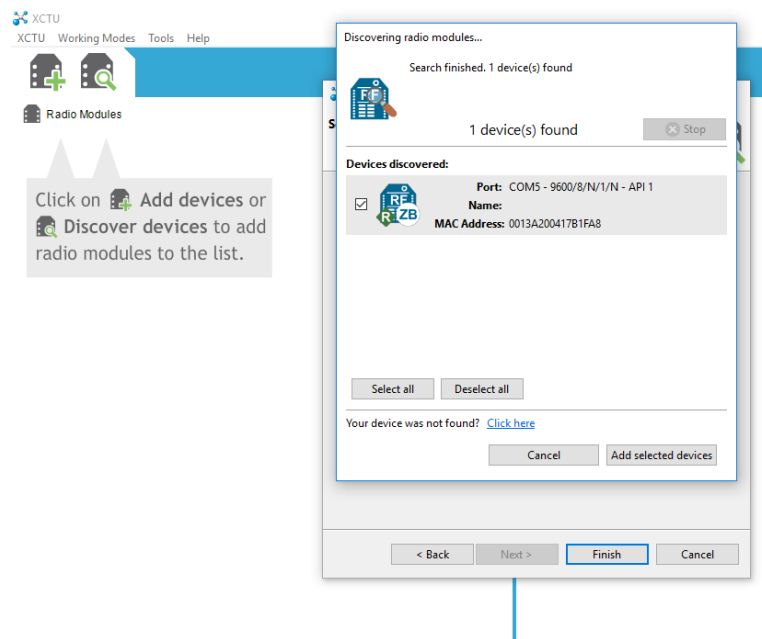 XCTU
XCTU Working Modes Tools Help
Radio Modules
Click on Add devices or
Discover devices to add
radio modules to the list.
Discovering radio modules...
Search finished. 1 device(s) found
1 device(s) found
Stop
Devices discovered:
Port: COM5 - 9600/8/N/1/N - API 1
Name:
MAC Address: 0013A200417B1FA8
RF
R ZB
Select all Deselect all
Your device was not found? Click here
Cancel Add selected devices
S
< Back Next > Finish Cancel